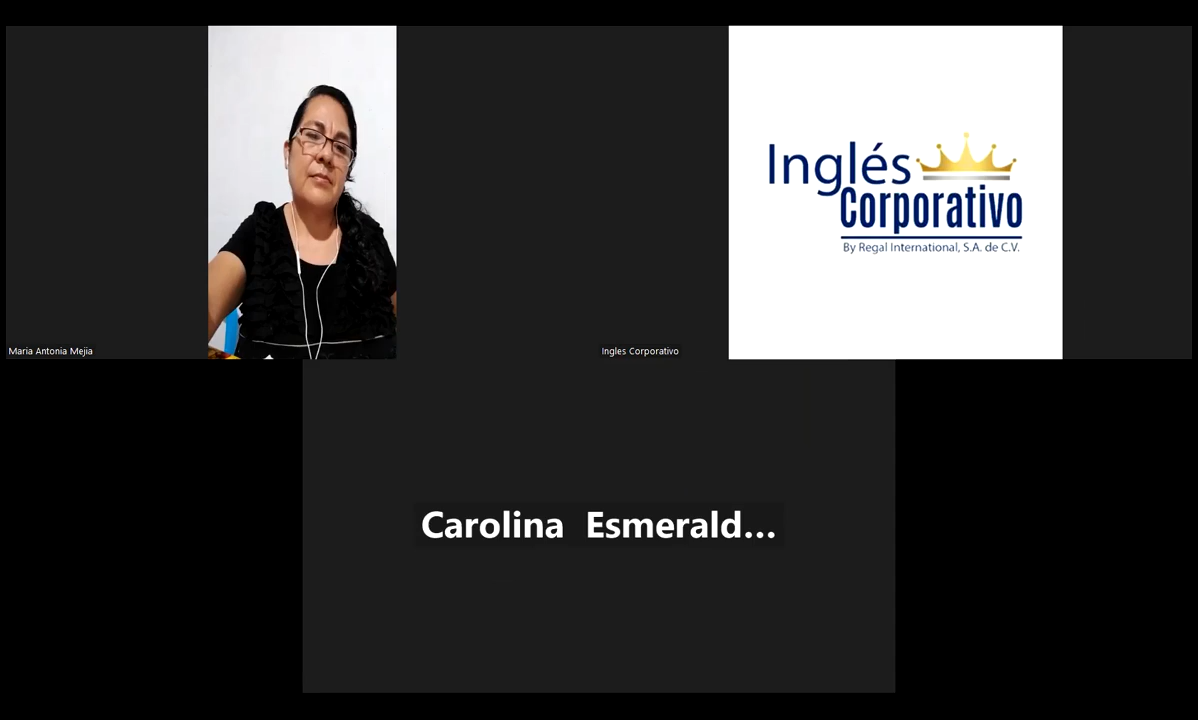 Inglés
Corporativo
By Regal International, S.A. de C.V.
Maria Antonia Mejia
Ingles Corporativo
Carolina Esmerald...